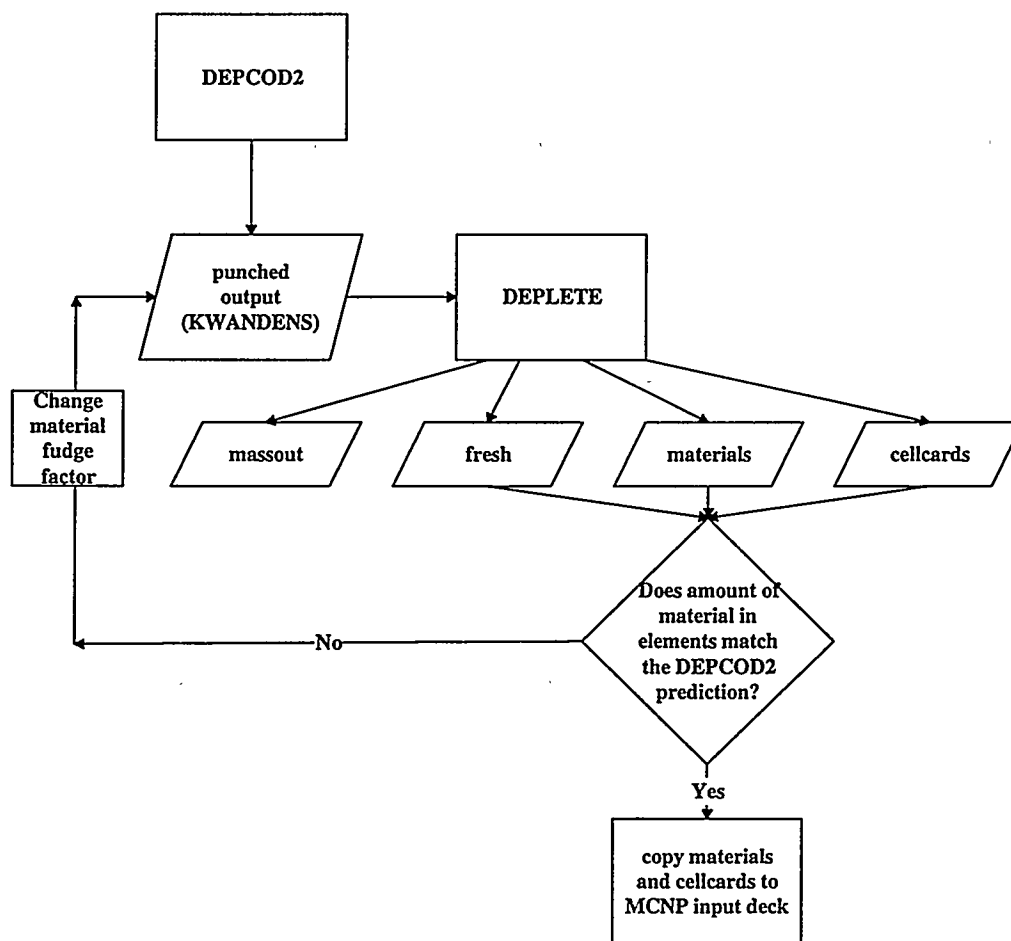 DEPCOD2
punched
output
(KWANDENS)
DEPLETE
Change
material
fudge
factor
massout
fresh
materials
cellcards
Does amount of
material in
elements match
the DEPCOD2
prediction?
No
Yes
copy materials
and cellcards to
MCNP input deck